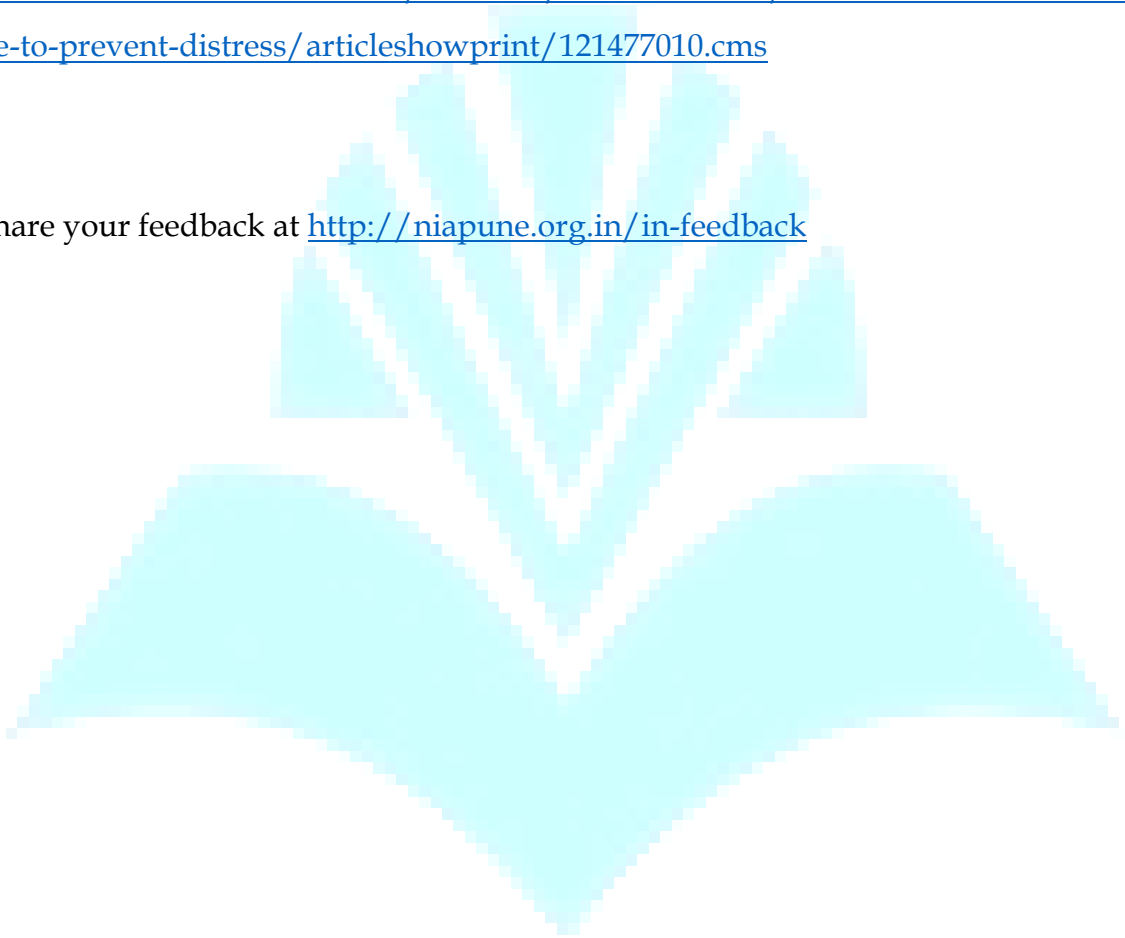 e-to-prevent-distress/articleshowprint/121477010.cms
hare your feedback at http://niapune.org.in/in-feedback